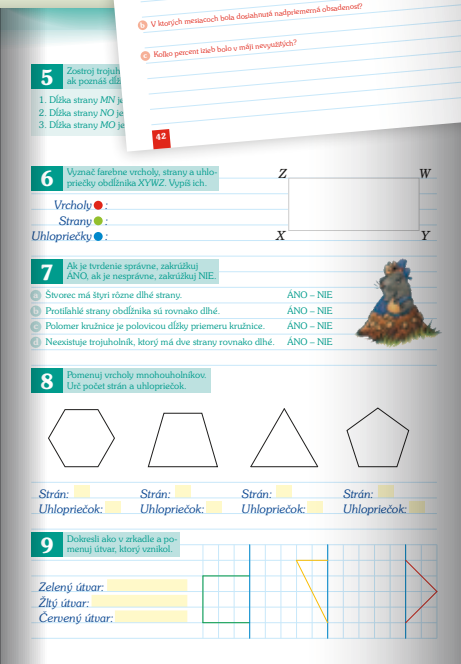 b V ktorých mesiacoch bola dosiahnutá nadpriemerná obsadenosť?
c Koľko percent izieb bolo v máji nevyužitých?
42
5 Zostroj trojuh
ak poznáš dĺž
1. Dĺžka strany MN je
2. Dĺžka strany NO je
3. Dĺžka strany MO je
6 Vyznač farebne vrcholy, strany a uhlo-
priečky obdĺžnika XYWZ. Vypíš ich.
Vrcholy :
Strany :
Uhlopriečky :
Z W
X Y
7 Ak je tvrdenie správne, zakrúžkuj
ÁNO, ak je nesprávne, zakrúžkuj NIE.
a Štvorec má štyri rôzne dlhé strany. ÁNO – NIE
b Protiľahlé strany obdĺžnika sú rovnako dlhé. ÁNO – NIE
c Polomer kružnice je polovicou dĺžky priemeru kružnice. ÁNO – NIE
d Neexistuje trojuholník, ktorý má dve strany rovnako dlhé. ÁNO – NIE
8 Pomenuj vrcholy mnohouholníkov.
Urč počet strán a uhlopriečok.
Strán: Strán: Strán: Strán:
Uhlopriečok: Uhlopriečok: Uhlopriečok: Uhlopriečok:
9 Dokresli ako v zrkadle a po-
menuj útvar, ktorý vznikol.
Zelený útvar:
Žltý útvar:
Červený útvar: